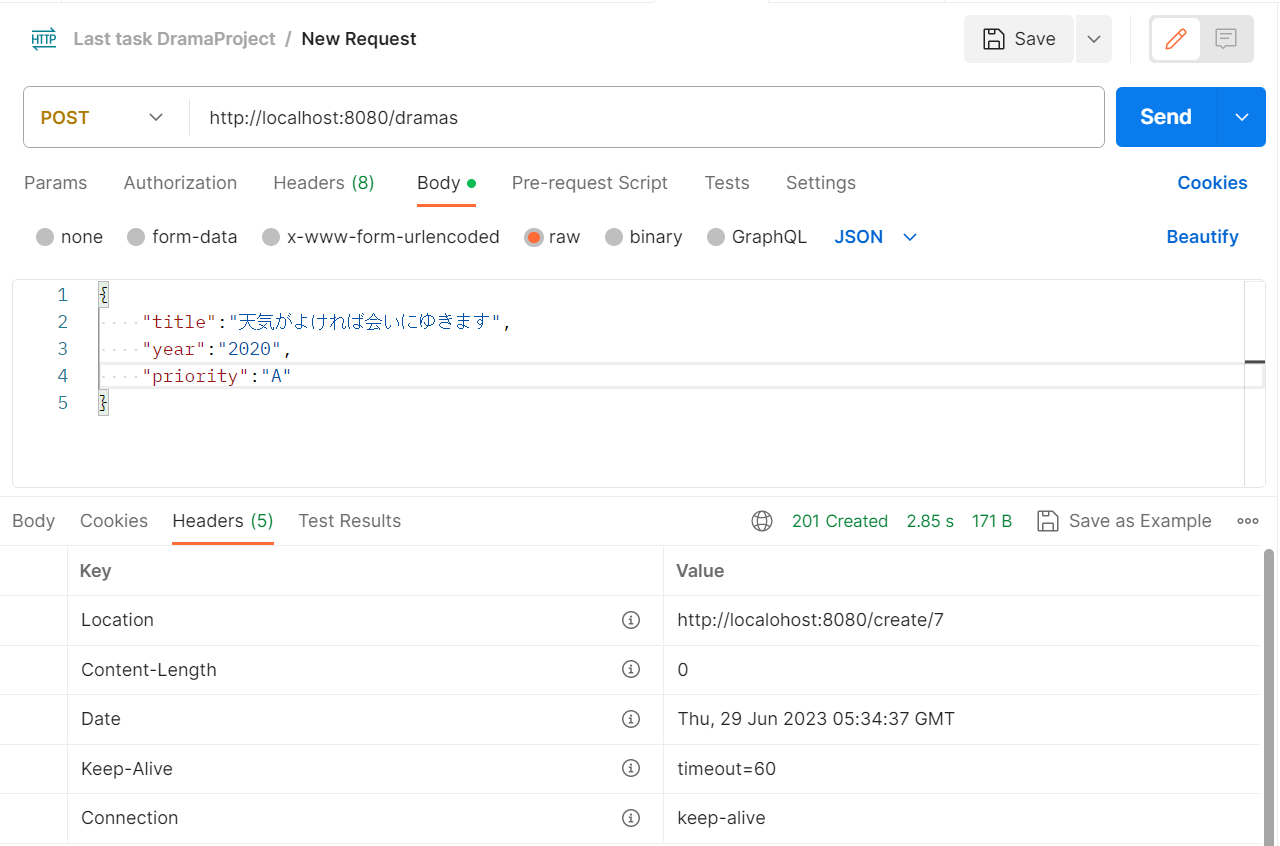 HTTP Last task DramaProject / New Request Save
POST http://localhost:8080/dramas Send
Params Authorization Headers (8) Body Pre-request Script Tests Settings Cookies
none form-data x-www-form-urlencoded raw binary GraphQL JSON Beautify
1 {
2 "title":"天気がよければ会いにゆきます",
3 "year":"2020",
4 "priority":"A"
5 }
Body Cookies Headers (5) Test Results 201 Created 2.85 s 171 B Save as Example
Key Value
Location http://localohost:8080/create/7
Content-Length 0
Date Thu, 29 Jun 2023 05:34:37 GMT
Keep-Alive timeout=60
Connection keep-alive